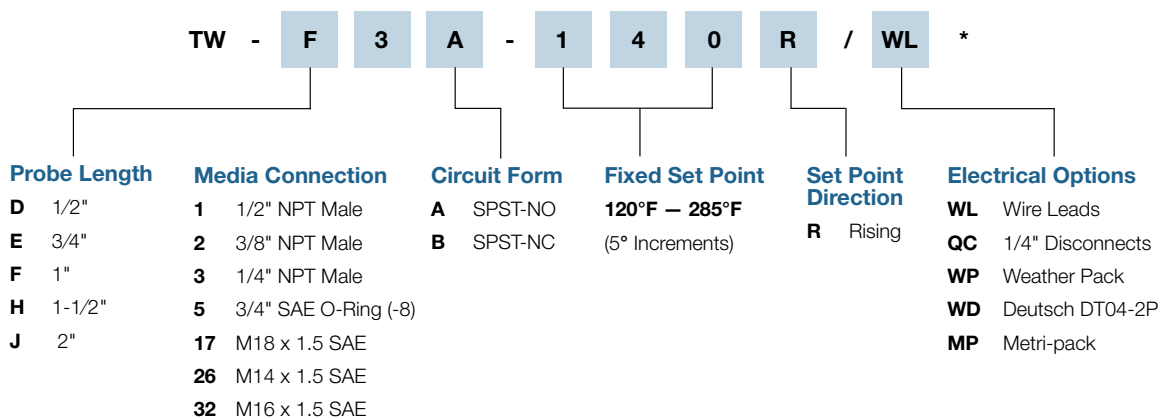 TW - F 3 A - 1 4 0 R / WL *
Probe Length
D 1/2"
E 3/4"
F 1"
H 1-1/2"
J 2"
Media Connection
1 1/2" NPT Male
2 3/8" NPT Male
3 1/4" NPT Male
5 3/4" SAE O-Ring (-8)
17 M18 x 1.5 SAE
26 M14 x 1.5 SAE
32 M16 x 1.5 SAE
Circuit Form
A SPST-NO
B SPST-NC
Fixed Set Point
120°F — 285°F
(5° Increments)
Set Point
Direction
R Rising
Electrical Options
WL Wire Leads
QC 1/4" Disconnects
WP Weather Pack
WD Deutsch DT04-2P
MP Metri-pack